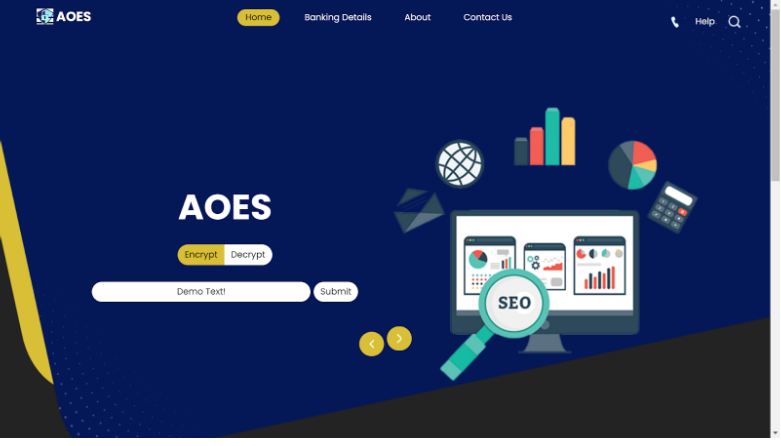 AOES
Home
Banking Details
About
Contact Us
Help
AOES
Encrypt
Decrypt
Demo Text!
Submit
SEO